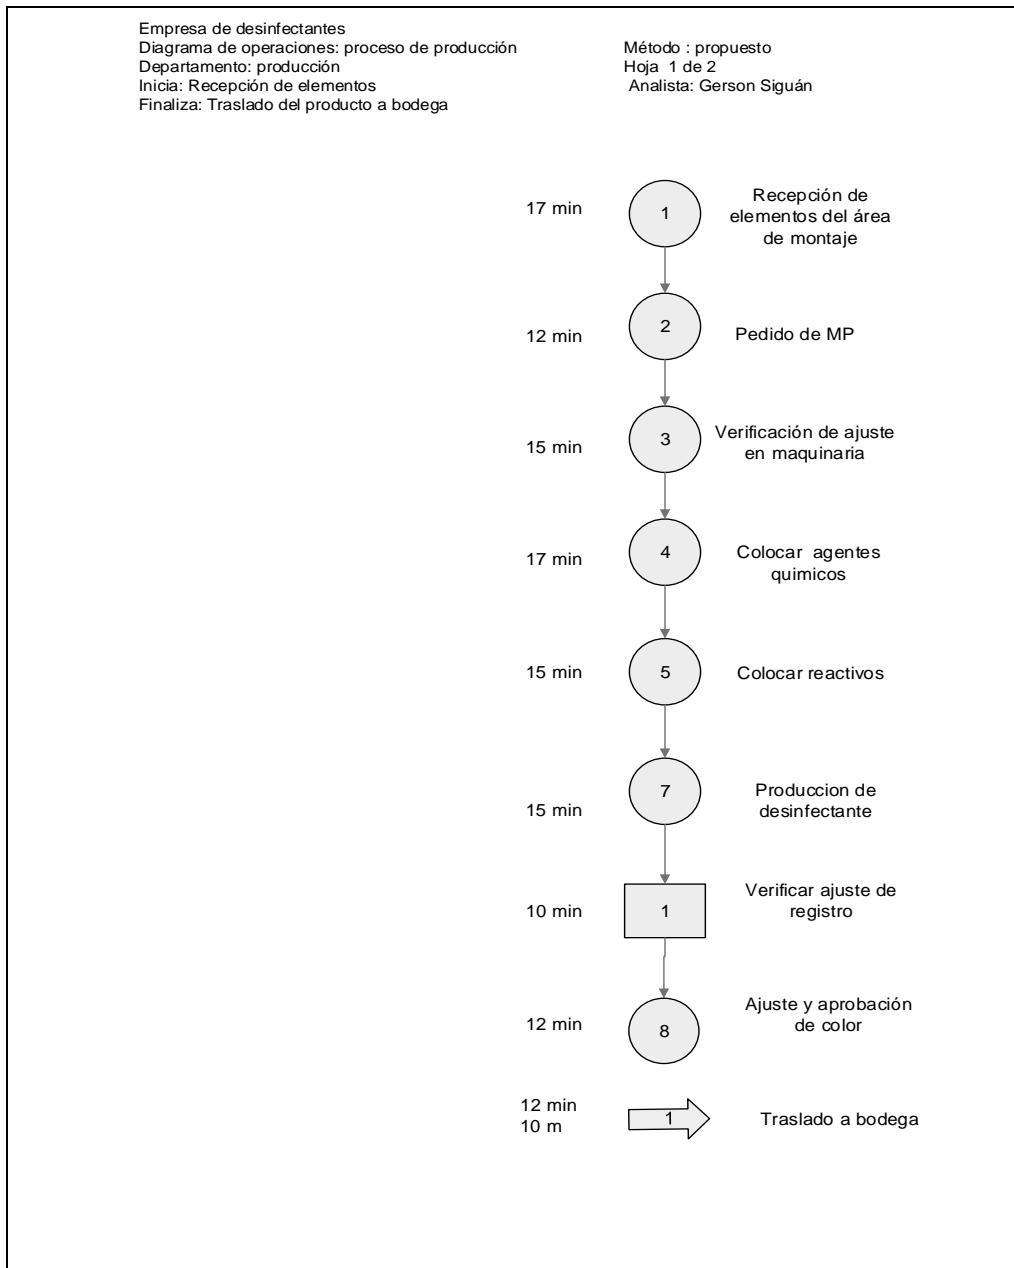 Empresa de desinfectantes
Diagrama de operaciones: proceso de producción
Departamento: producción
Inicia: Recepción de elementos
Finaliza: Traslado del producto a bodega
Método : propuesto
Hoja 1 de 2
Analista: Gerson Siguán
17 min
1
Recepción de
elementos del área
de montaje
12 min
2
Pedido de MP
15 min
3
Verificación de ajuste
en maquinaria
17 min
4
Colocar agentes
quimicos
15 min
5
Colocar reactivos
15 min
7
Produccion de
desinfectante
10 min
1
Verificar ajuste de
registro
12 min
8
Ajuste y aprobación
de color
12 min
10 m
1
Traslado a bodega